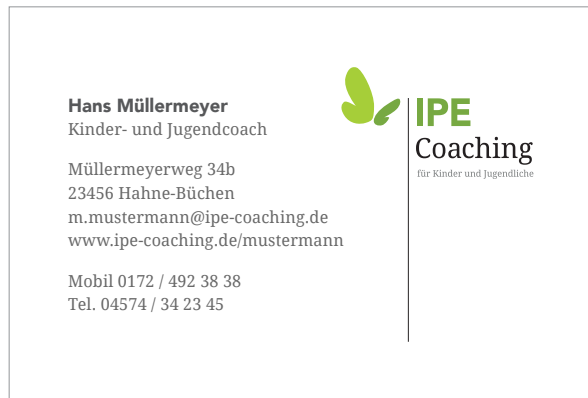 Hans Müllermeyer
Kinder- und Jugendcoach
Müllermeyerweg 34b
23456 Hahne-Büchen
m.mustermann@ipe-coaching.de
www.ipe-coaching.de/mustermann
Mobil 0172 / 492 38 38
Tel. 04574 / 34 23 45
IPE
Coaching
für Kinder und Jugendliche